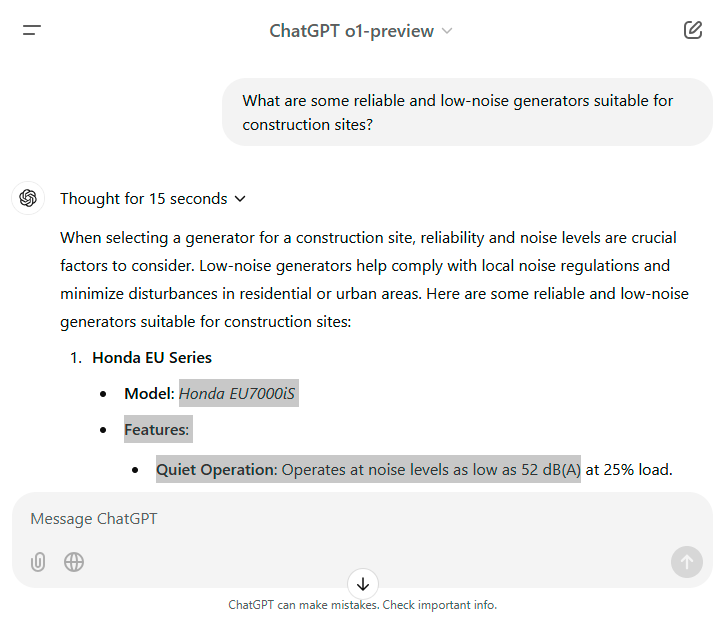 ChatGPT o1-preview
What are some reliable and low-noise generators suitable for
construction sites?
Thought for 15 seconds
When selecting a generator for a construction site, reliability and noise levels are crucial
factors to consider. Low-noise generators help comply with local noise regulations and
minimize disturbances in residential or urban areas. Here are some reliable and low-noise
generators suitable for construction sites:
1. Honda EU Series
• Model: Honda EU7000iS
• Features:
• Quiet Operation: Operates at noise levels as low as 52 dB(A) at 25% load.
Message ChatGPT
ChatGPT can make mistakes. Check important info.